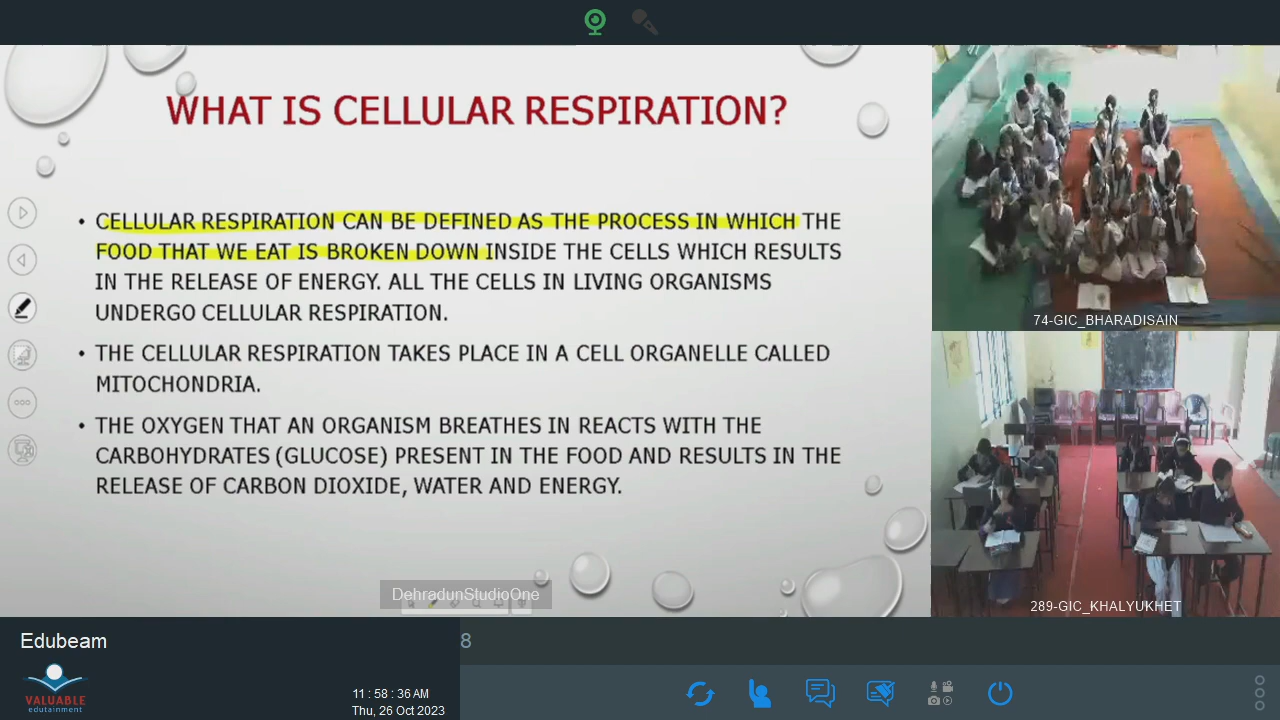 WHAT IS CELLULAR RESPIRATION?
• CELLULAR RESPIRATION CAN BE DEFINED AS THE PROCESS IN WHICH THE
FOOD THAT WE EAT IS BROKEN DOWN INSIDE THE CELLS WHICH RESULTS
IN THE RELEASE OF ENERGY. ALL THE CELLS IN LIVING ORGANISMS
UNDERGO CELLULAR RESPIRATION.
• THE CELLULAR RESPIRATION TAKES PLACE IN A CELL ORGANELLE CALLED
MITOCHONDRIA.
• THE OXYGEN THAT AN ORGANISM BREATHES IN REACTS WITH THE
CARBOHYDRATES (GLUCOSE) PRESENT IN THE FOOD AND RESULTS IN THE
RELEASE OF CARBON DIOXIDE, WATER AND ENERGY.
DehradunStudioOne
74-GIC_BHARADISAIN
289-GIC_KHALYUKHET
Edubeam
8
VALUABLE
edutainment
11 : 58 : 36 AM
Thu, 26 Oct 2023